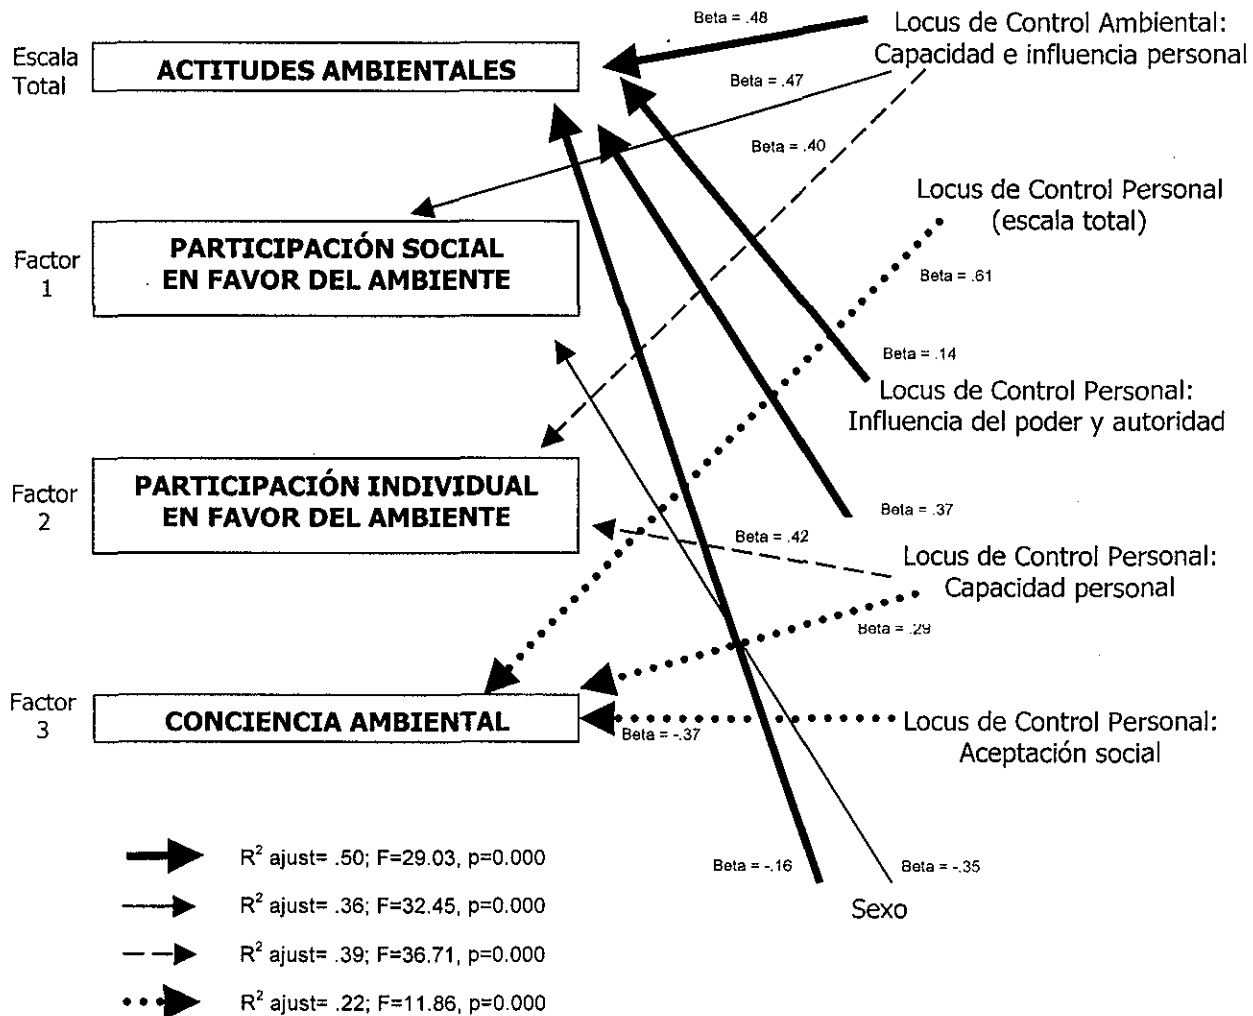 Beta = .48
Locus de Control Ambiental:
Capacidad e influencia personal
Escala
Total
ACTITUDES AMBIENTALES
Beta = .47
Beta = .40
Locus de Control Personal
(escala total)
Beta = .61
Factor
1
PARTICIPACIÓN SOCIAL
EN FAVOR DEL AMBIENTE
Beta = .14
Locus de Control Personal:
Influencia del poder y autoridad
Factor
2
PARTICIPACIÓN INDIVIDUAL
EN FAVOR DEL AMBIENTE
Beta = .37
Beta = .42
Locus de Control Personal:
Capacidad personal
Beta = .29
Factor
3
CONCIENCIA AMBIENTAL
Beta = -.37
Locus de Control Personal:
Aceptación social
Beta = -.16
Beta = -.35
Sexo
R² ajust= .50; F=29.03, p=0.000
R² ajust= .36; F=32.45, p=0.000
R² ajust= .39; F=36.71, p=0.000
R² ajust= .22; F=11.86, p=0.000